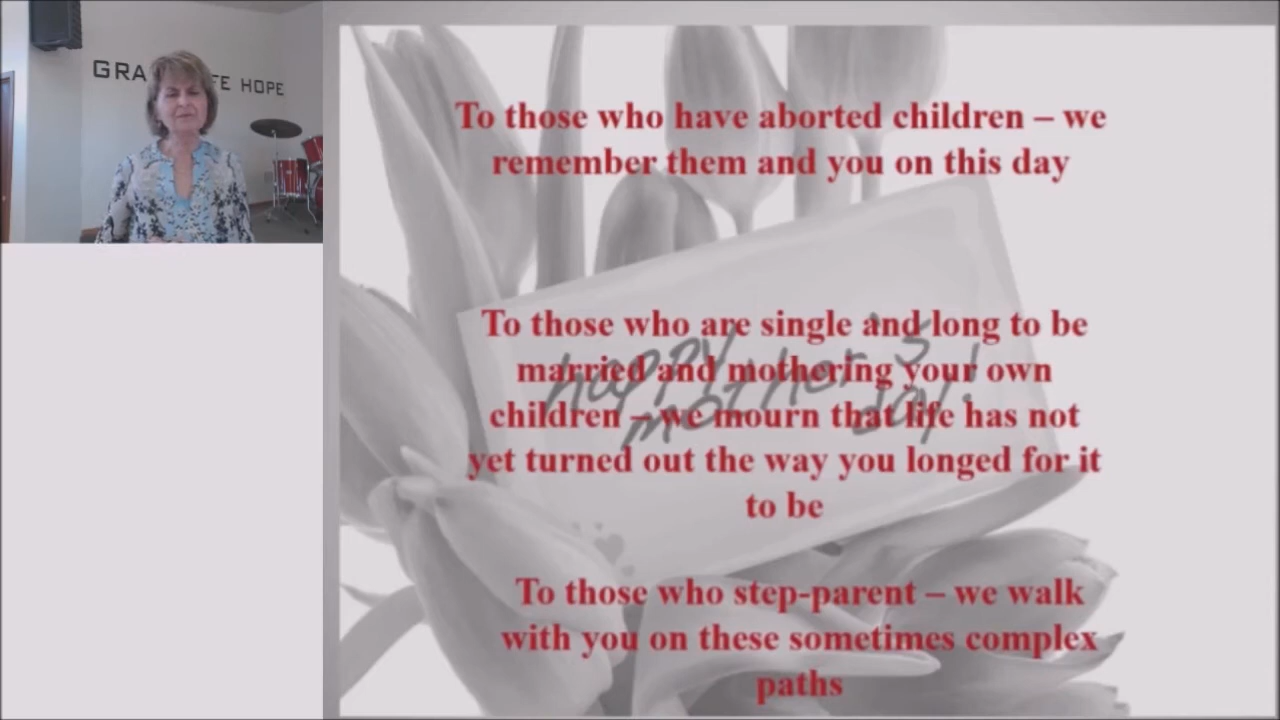 GRA FE HOPE
To those who have aborted children – we
remember them and you on this day
To those who are single and long to be
married and mothering your own
children – we mourn that life has not
yet turned out the way you longed for it
to be
To those who step-parent – we walk
with you on these sometimes complex
paths
happy
mother's
day!